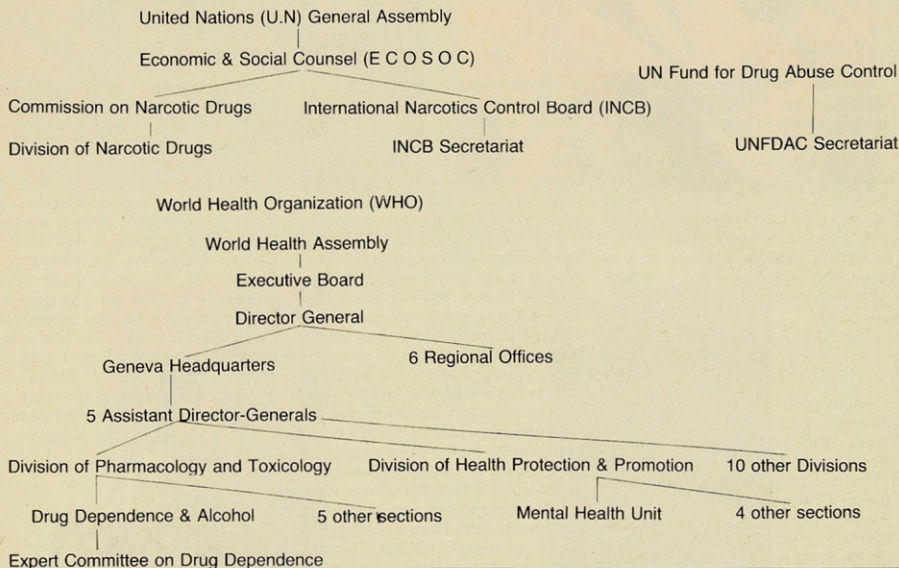 United Nations (U.N) General Assembly
Economic & Social Counsel (E C O S O C)
UN Fund for Drug Abuse Control
Commission on Narcotic Drugs
International Narcotics Control Board (INCB)
Division of Narcotic Drugs
INCB Secretariat
UNFDAC Secretariat
World Health Organization (WHO)
World Health Assembly
Executive Board
Director General
Geneva Headquarters
6 Regional Offices
5 Assistant Director-Generals
Division of Pharmacology and Toxicology
Division of Health Protection & Promotion
10 other Divisions
Drug Dependence & Alcohol
5 other sections
Mental Health Unit
4 other sections
Expert Committee on Drug Dependence